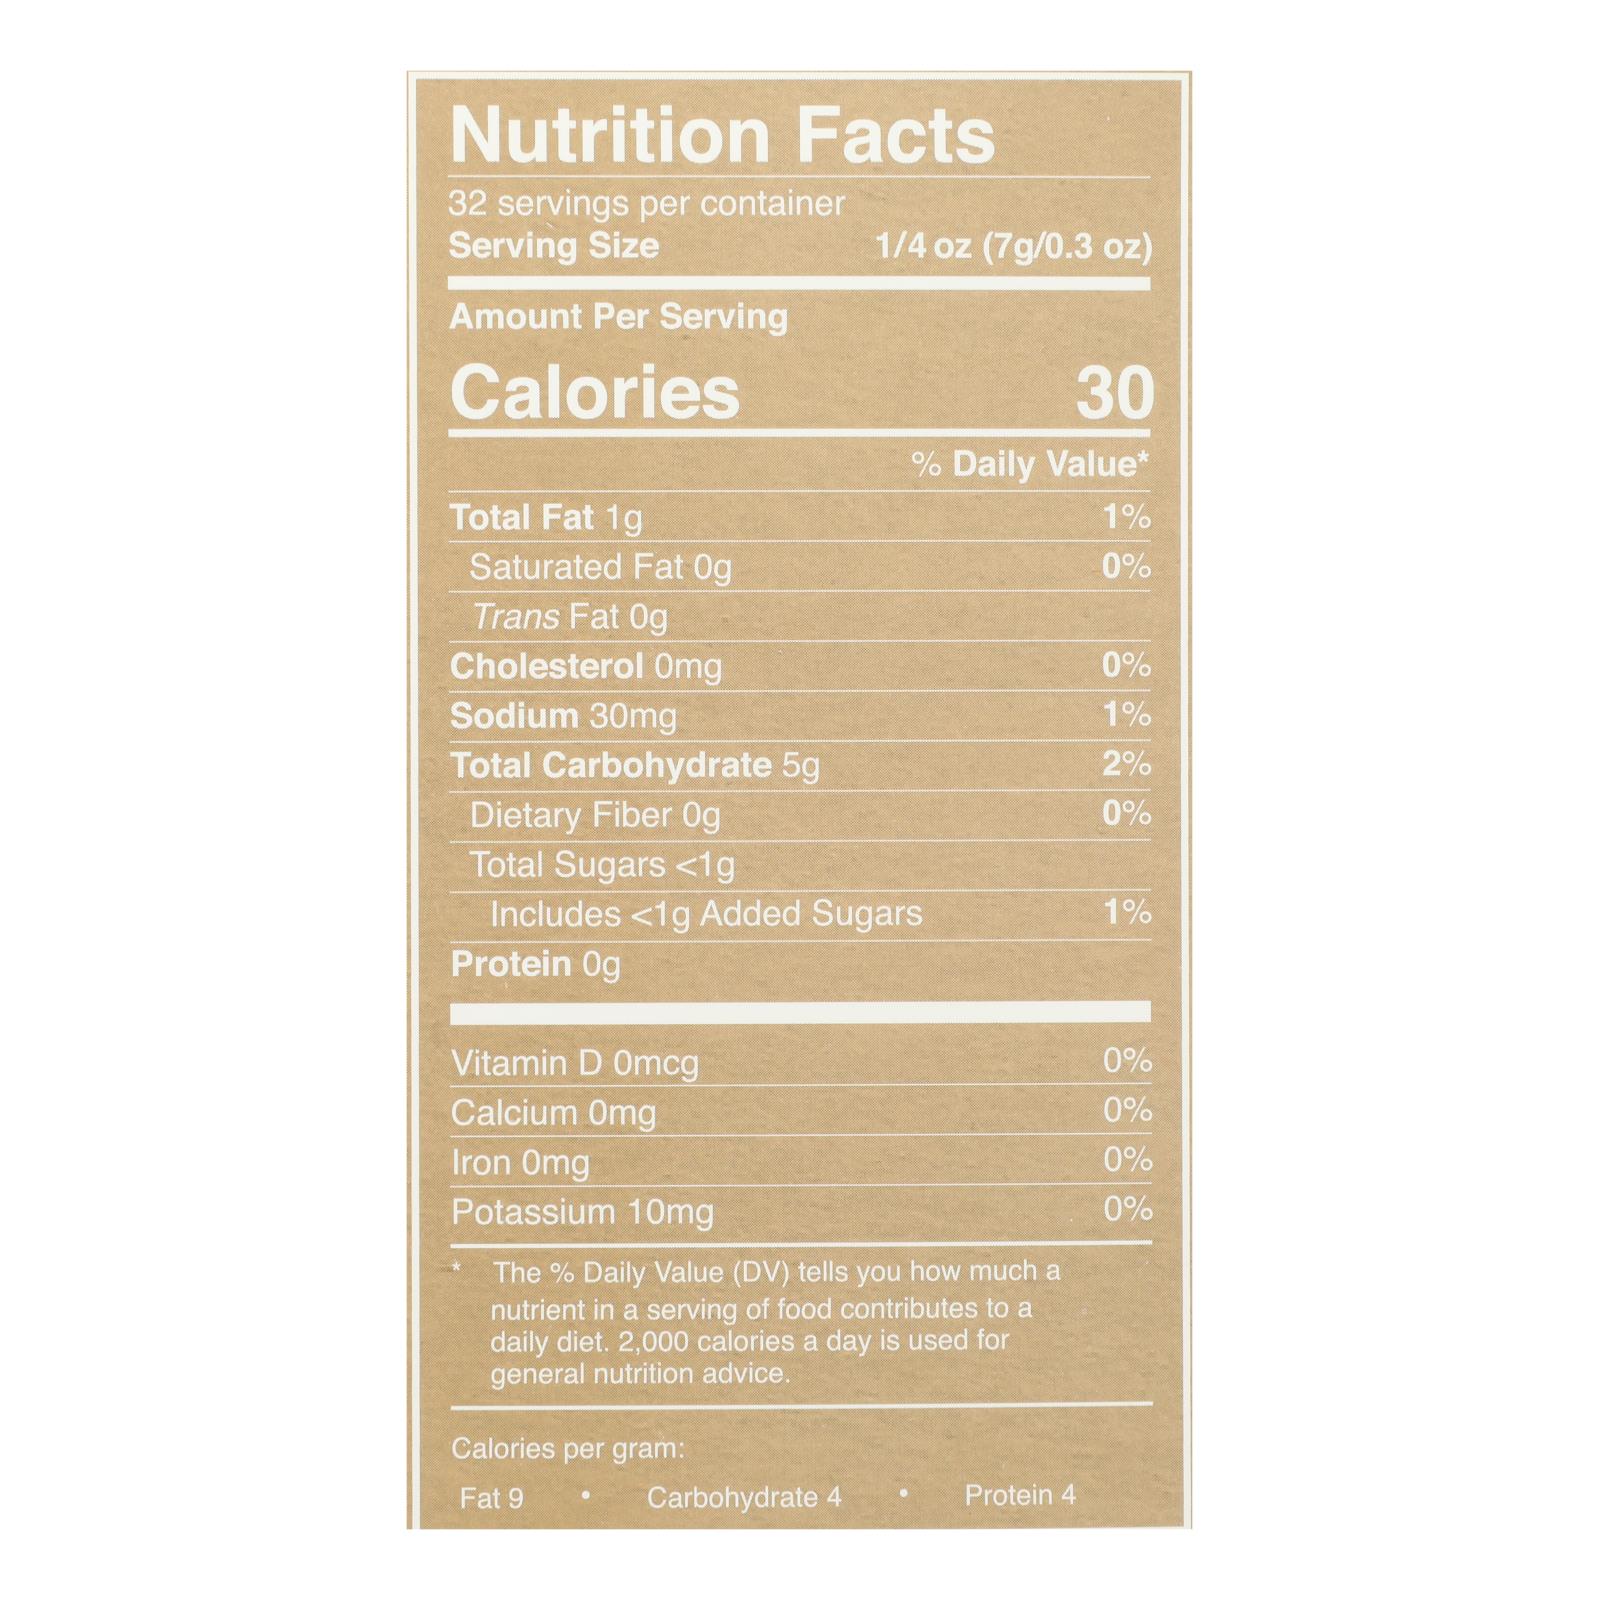 Nutrition Facts
32 servings per container
Serving Size 1/4 oz (7g/0.3 oz)
Amount Per Serving
Calories 30
% Daily Value*
Total Fat 1g 1%
Saturated Fat 0g 0%
Trans Fat 0g
Cholesterol 0mg 0%
Sodium 30mg 1%
Total Carbohydrate 5g 2%
Dietary Fiber 0g 0%
Total Sugars <1g
Includes <1g Added Sugars 1%
Protein 0g
Vitamin D 0mcg 0%
Calcium 0mg 0%
Iron 0mg 0%
Potassium 10mg 0%
* The % Daily Value (DV) tells you how much a
nutrient in a serving of food contributes to a
daily diet. 2,000 calories a day is used for
general nutrition advice.
Calories per gram:
Fat 9 • Carbohydrate 4 • Protein 4